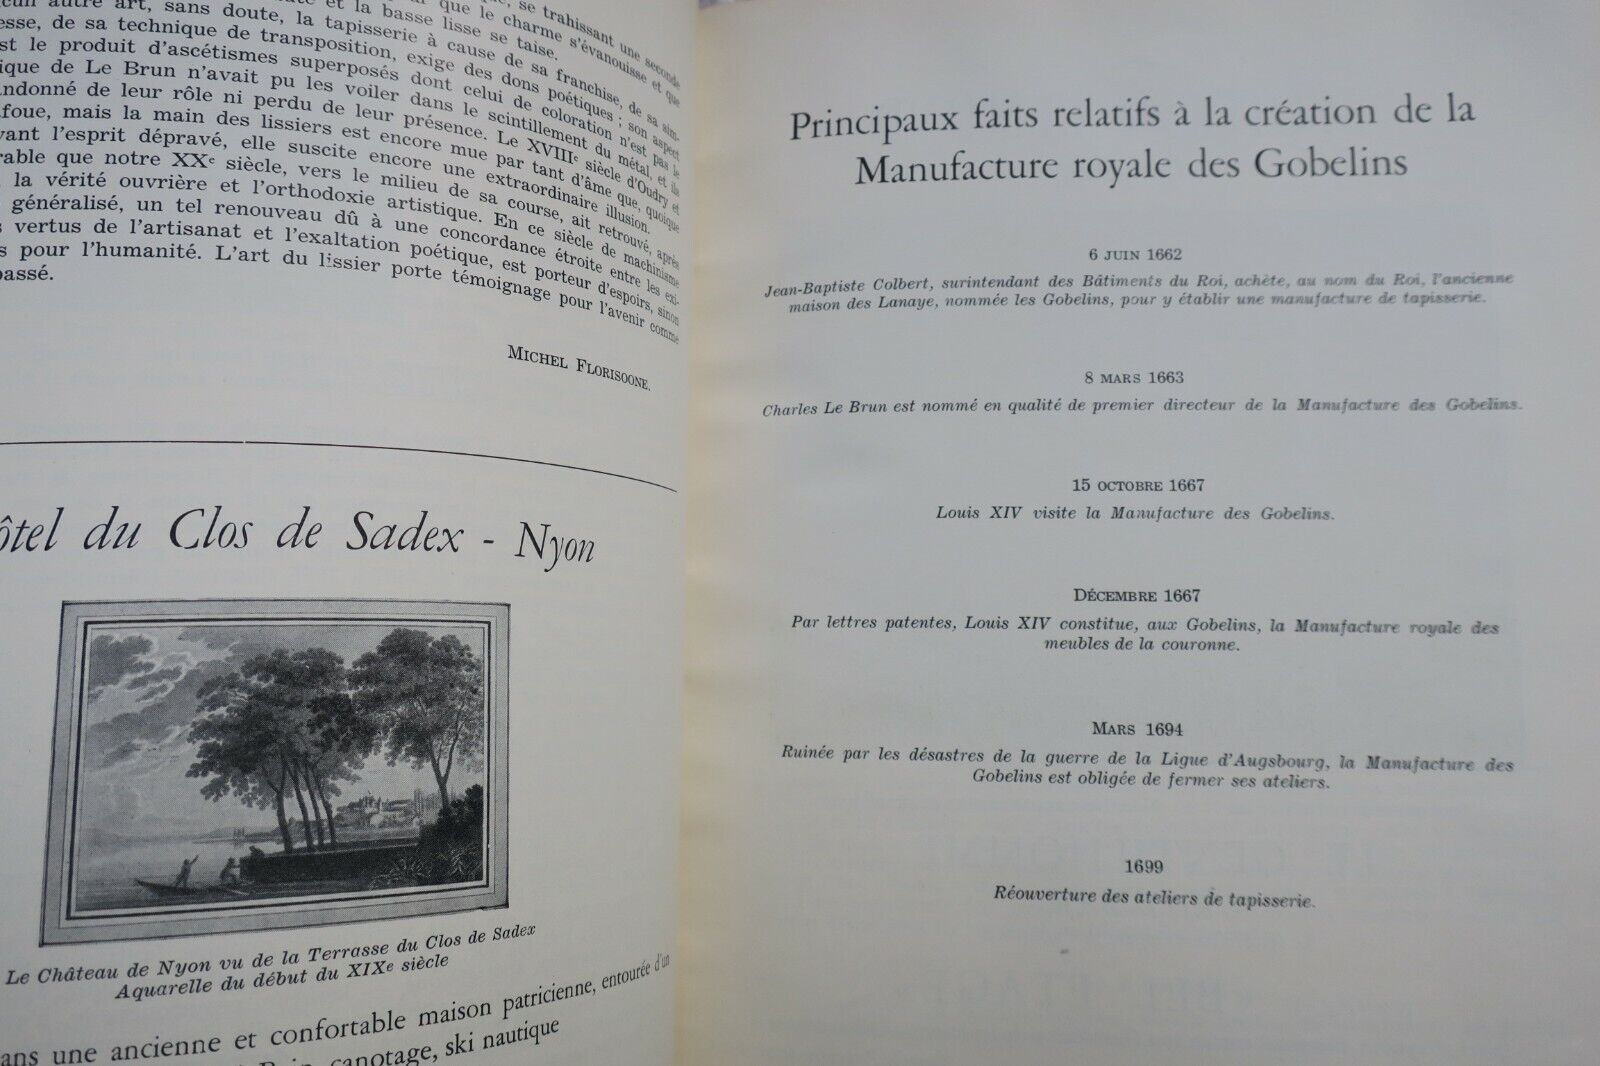 se trahissant une seconde
que le charme s'évanouisse et que
et la basse lisse se taise.
autre art, sans doute, la tapisserie à cause de sa franchise, de sa sim-
esse, de sa technique de transposition, exige des dons poétiques ; son aspect
st le produit d'ascétismes superposés dont celui de coloration n'est pas le
ique de Le Brun n'avait pu les voiler dans le scintillement du métal, et ils
ndonné de leur rôle ni perdu de leur présence. Le XVIIIe siècle d'Oudry et
afoue, mais la main des lissiers est encore mue par tant d'âme que, quoique
vant l'esprit dépravé, elle suscite encore une extraordinaire illusion.
rable que notre XXe siècle, vers le milieu de sa course, ait retrouvé, après
la vérité ouvrière et l'orthodoxie artistique. En ce siècle de machinisme
généralisé, un tel renouveau dû à une concordance étroite entre les exi-
s vertus de l'artisanat et l'exaltation poétique, est porteur d'espoirs, sinon
s pour l'humanité. L'art du lissier porte témoignage pour l'avenir comme
passé.
Michel Florisoone.
ôtel du Clos de Sadex - Nyon
Le Château de Nyon vu de la Terrasse du Clos de Sadex
Aquarelle du début du XIXe siècle
ans une ancienne et confortable maison patricienne, entourée d'un
canotage, ski nautique
Principaux faits relatifs à la création de la
Manufacture royale des Gobelins
6 juin 1662
Jean-Baptiste Colbert, surintendant des Bâtiments du Roi, achète, au nom du Roi, l'ancienne
maison des Lanaye, nommée les Gobelins, pour y établir une manufacture de tapisserie.
8 mars 1663
Charles Le Brun est nommé en qualité de premier directeur de la Manufacture des Gobelins.
15 octobre 1667
Louis XIV visite la Manufacture des Gobelins.
Décembre 1667
Par lettres patentes, Louis XIV constitue, aux Gobelins, la Manufacture royale des
meubles de la couronne.
Mars 1694
Ruinée par les désastres de la guerre de la Ligue d'Augsbourg, la Manufacture des
Gobelins est obligée de fermer ses ateliers.
1699
Réouverture des ateliers de tapisserie.